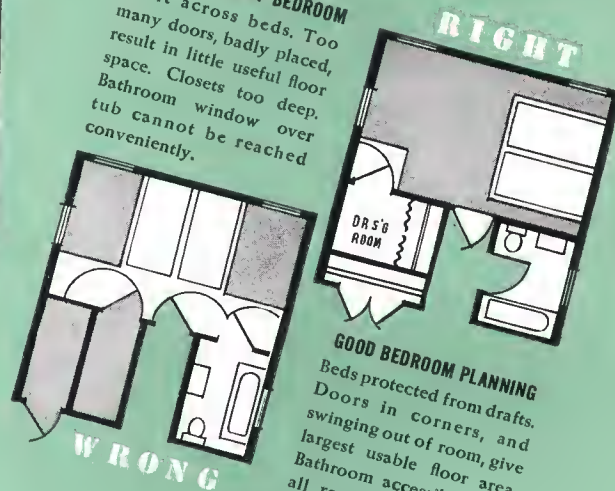 BEDROOM
across beds. Too
many doors, badly placed,
result in little useful floor
space. Closets too deep.
Bathroom window over
tub cannot be reached
conveniently.
WRONG
RIGHT
DRS'G
ROOM
GOOD BEDROOM PLANNING
Beds protected from drafts.
Doors in corners, and
swinging out of room, give
largest usable floor area.
Bathroom
all